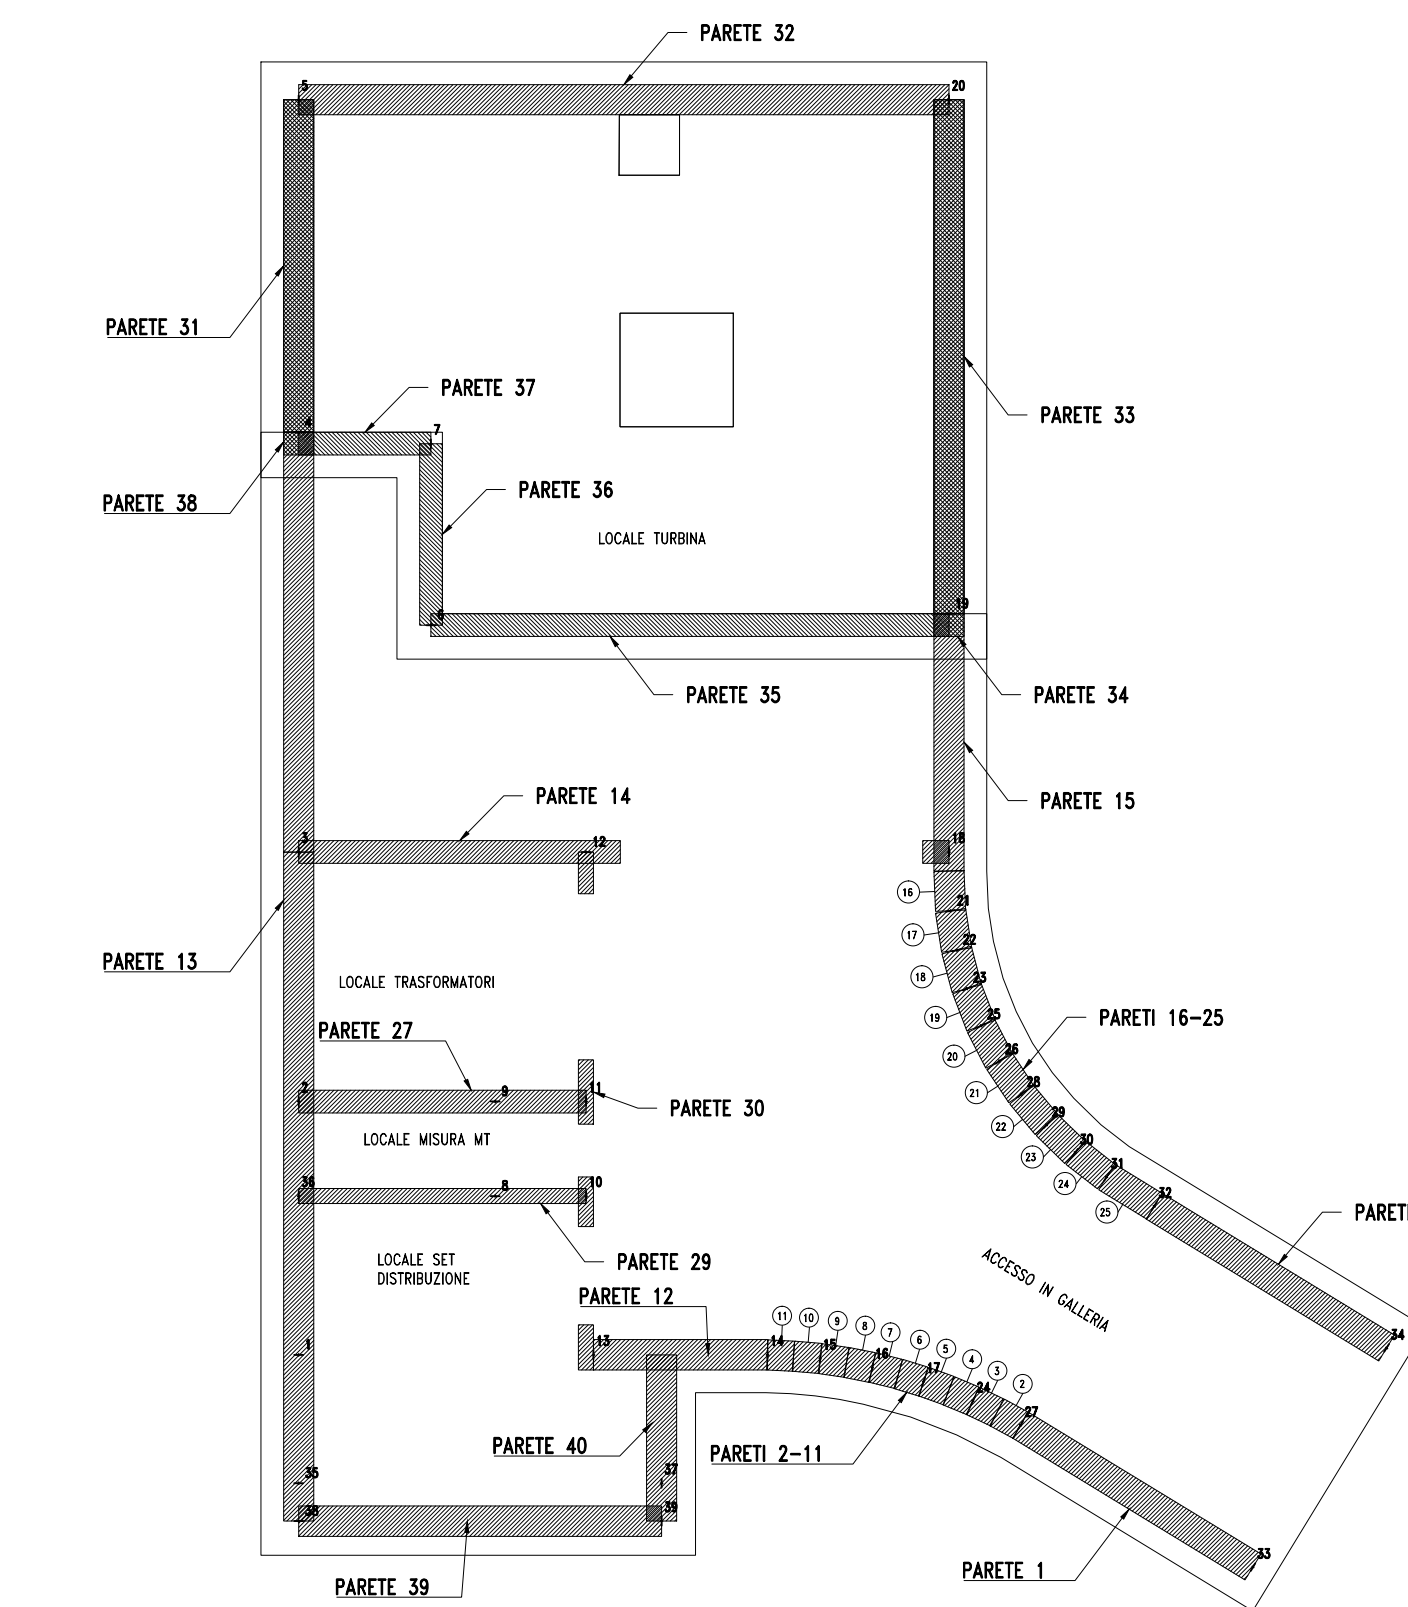 PARETE 32
5
20
PARETE 31
PARETE 37
4
7
PARETE 33
PARETE 38
PARETE 36
LOCALE TURBINA
6
19
PARETE 35
PARETE 34
PARETE 14
PARETE 15
3
12
18
16
21
17
22
PARETE 13
18
23
LOCALE TRASFORMATORI
19
25
PARETI 16-25
PARETE 27
20
26
21
28
2
9
11
PARETE 30
22
29
LOCALE MISURA MT
23
30
24
31
36
8
10
25
32
PARETI
LOCALE SET
DISTRIBUZIONE
PARETE 29
ACCESSO IN GALLERIA
PARETE 12
11
10
9
8
7
6
5
4
3
2
1
13
14
15
16
17
24
27
34
PARETE 40
PARETI 2-11
35
37
38
39
33
PARETE 1
PARETE 39